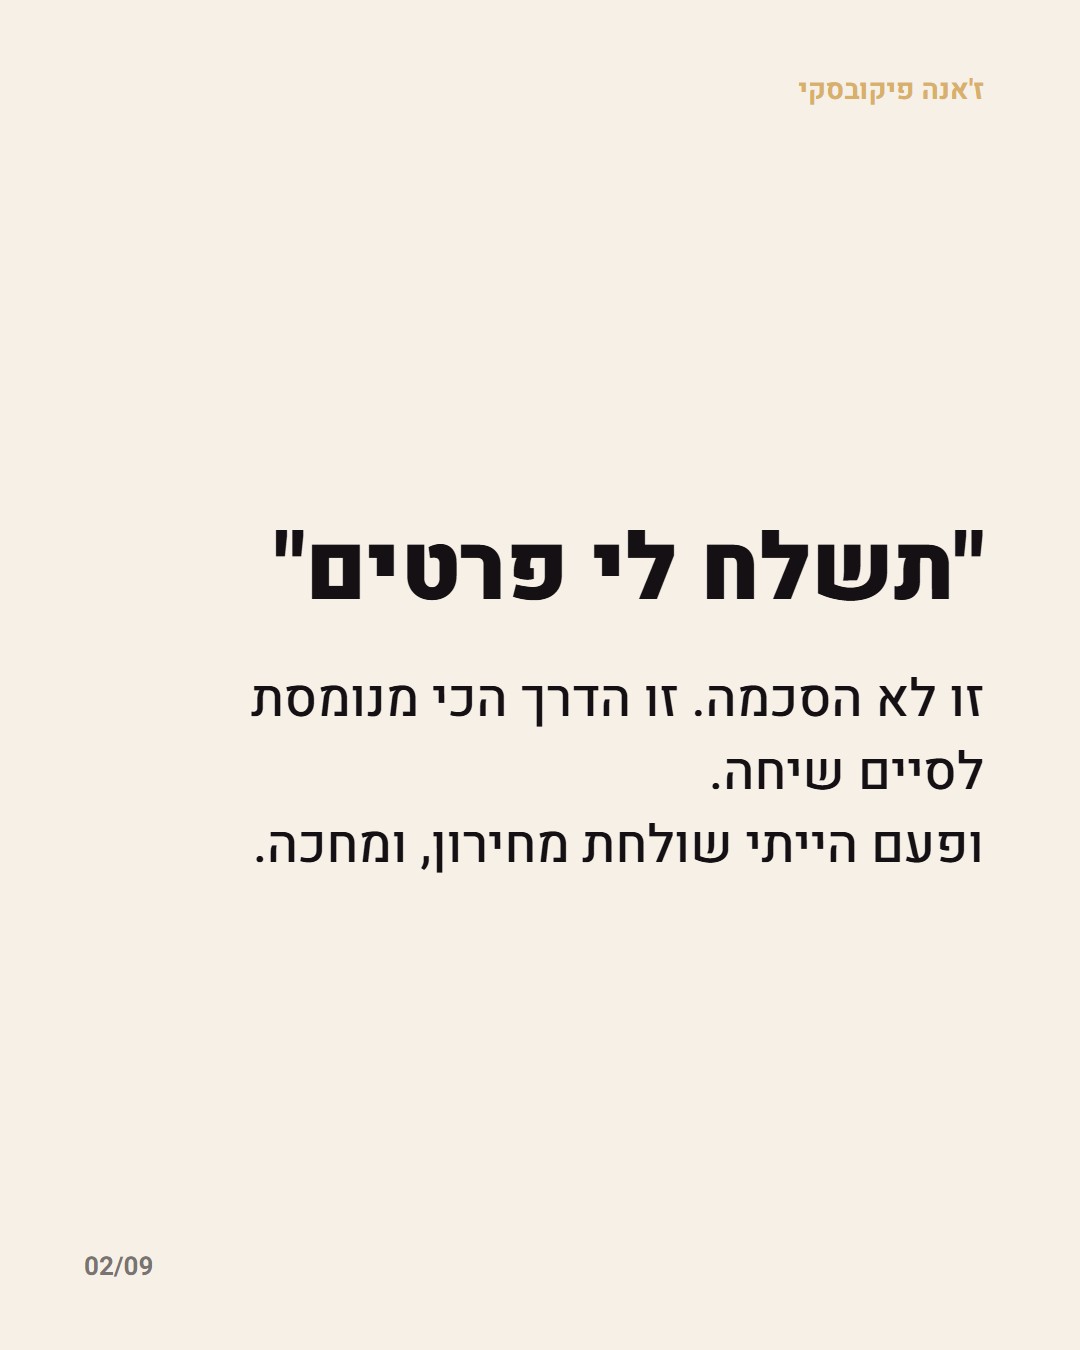 ז'אנה פיקובסקי
"תשלח לי פרטים"
זו לא הסכמה. זו הדרך הכי מנומסת
לסיים שיחה.
ופעם הייתי שולחת מחירון, ומחכה.
02/09